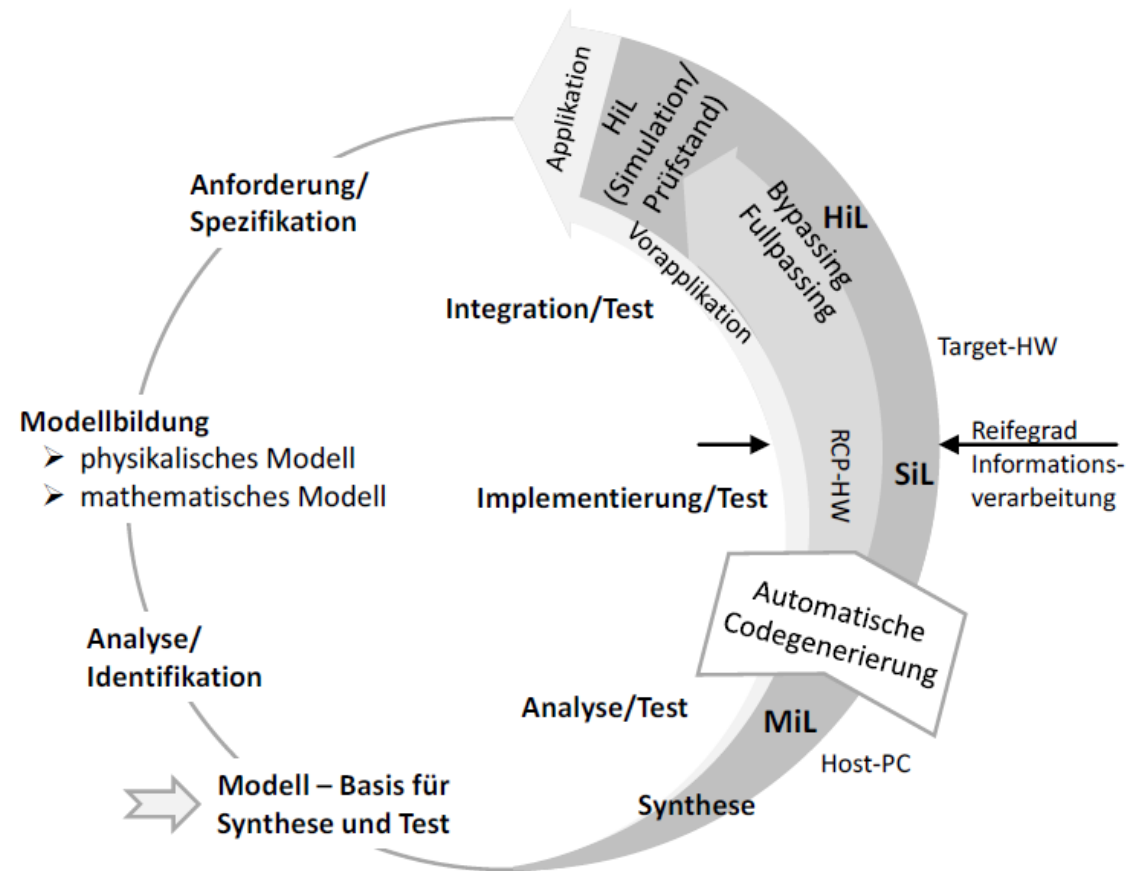 Applikation
HiL
(Simulation/
Prüfstand)
Anforderung/
Spezifikation
Bypassing
Fullpassing
HiL
Vorapplikation
Integration/Test
Target-HW
Modellbildung
➢ physikalisches Modell
➢ mathematisches Modell
Reifegrad
Informations-
verarbeitung
RCP-HW
SiL
Implementierung/Test
Automatische
Codegenerierung
Analyse/
Identifikation
Analyse/Test
MiL
Host-PC
Modell – Basis für
Synthese und Test
Synthese